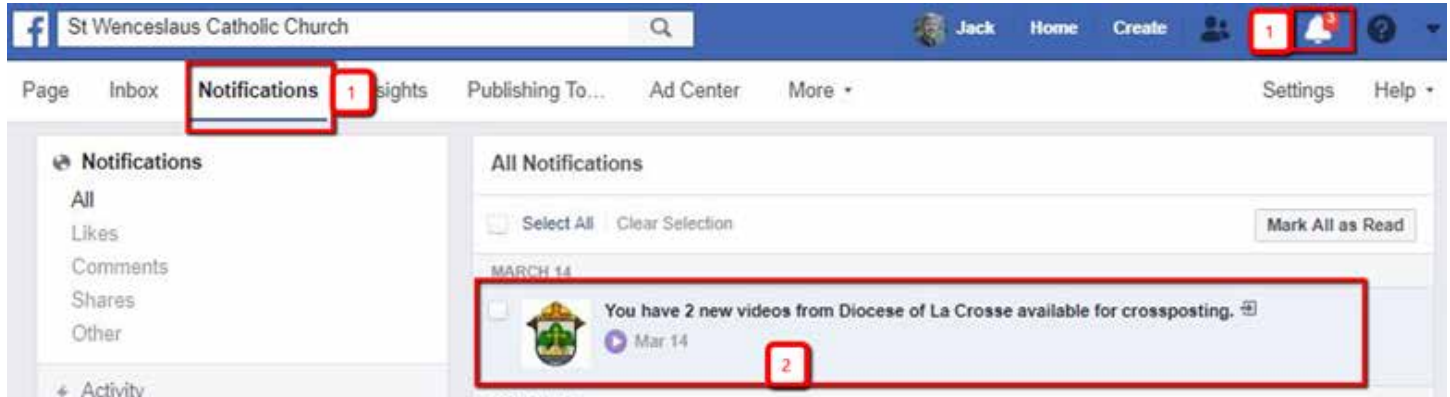 f St Wenceslaus Catholic Church Jack Home Create 1 3
Page Inbox Notifications 1 sights Publishing To... Ad Center More Settings Help
Notifications
All
Likes
Comments
Shares
Other
Activity
All Notifications
Select All Clear Selection Mark All as Read
MARCH 14
You have 2 new videos from Diocese of La Crosse available for crossposting.
Mar 14
2